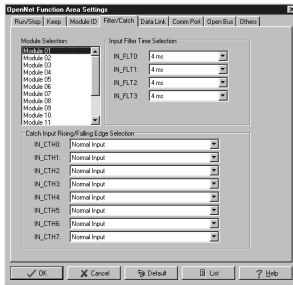 OpenNet Function Area Settings
Run/Stop Keep Module ID Filter/Catch Data Link Comm Port Open Bus Others
Module Selection:
Module 01
Module 02
Module 03
Module 04
Module 05
Module 06
Module 07
Module 08
Module 09
Module 10
Module 11
Input Filter Time Selection
IN_FLT0: 4 ms
IN_FLT1: 4 ms
IN_FLT2: 4 ms
IN_FLT3: 4 ms
Catch Input Rising/Falling Edge Selection
IN_CTH0: Normal Input
IN_CTH1: Normal Input
IN_CTH2: Normal Input
IN_CTH3: Normal Input
IN_CTH4: Normal Input
IN_CTH5: Normal Input
IN_CTH6: Normal Input
IN_CTH7: Normal Input
OK Cancel Default List ? Help